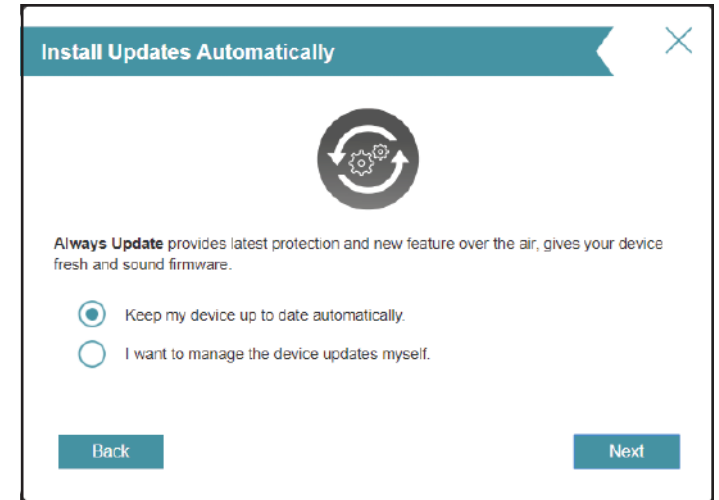 Install Updates Automatically
Always Update provides latest protection and new feature over the air, gives your device
fresh and sound firmware.
Keep my device up to date automatically.
I want to manage the device updates myself.
Back
Next